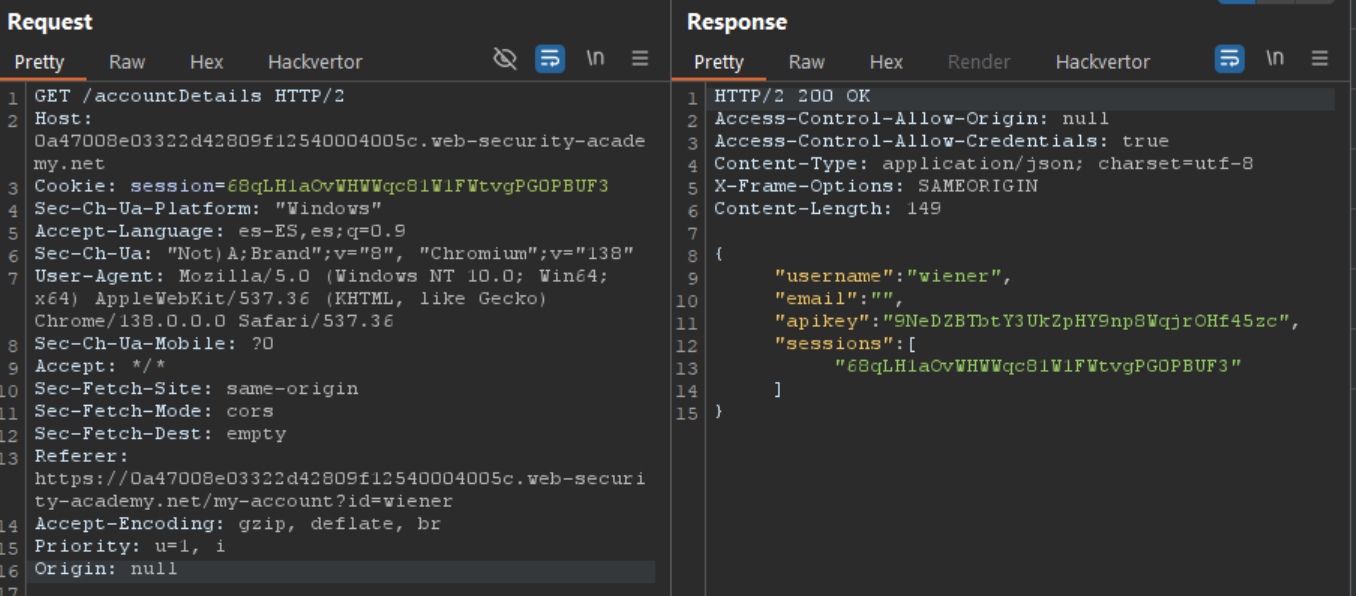 Request
Pretty Raw Hex Hackvertor \n
1 GET /accountDetails HTTP/2
2 Host:
0a47008e03322d42809f12540004005c.web-security-acade
my.net
3 Cookie: session=68qLH1aOvWHWWqc81W1FWtvgPGOPBUF3
4 Sec-Ch-Ua-Platform: "Windows"
5 Accept-Language: es-ES,es;q=0.9
6 Sec-Ch-Ua: "Not)A;Brand";v="8", "Chromium";v="138"
7 User-Agent: Mozilla/5.0 (Windows NT 10.0; Win64;
x64) AppleWebKit/537.36 (KHTML, like Gecko)
Chrome/138.0.0.0 Safari/537.36
8 Sec-Ch-Ua-Mobile: ?0
9 Accept: */*
10 Sec-Fetch-Site: same-origin
11 Sec-Fetch-Mode: cors
12 Sec-Fetch-Dest: empty
13 Referer:
https://0a47008e03322d42809f12540004005c.web-securi
ty-academy.net/my-account?id=wiener
14 Accept-Encoding: gzip, deflate, br
15 Priority: u=1, i
16 Origin: null
17
Response
Pretty Raw Hex Render Hackvertor \n
1 HTTP/2 200 OK
2 Access-Control-Allow-Origin: null
3 Access-Control-Allow-Credentials: true
4 Content-Type: application/json; charset=utf-8
5 X-Frame-Options: SAMEORIGIN
6 Content-Length: 149
7
8 {
9 "username":"wiener",
10 "email":"",
11 "apikey":"9NeDZBTbtY3UkZpHY9np8WqjrOHf45zc",
12 "sessions":[
13 "68qLH1aOvWHWWqc81W1FWtvgPGOPBUF3"
14 ]
15 }